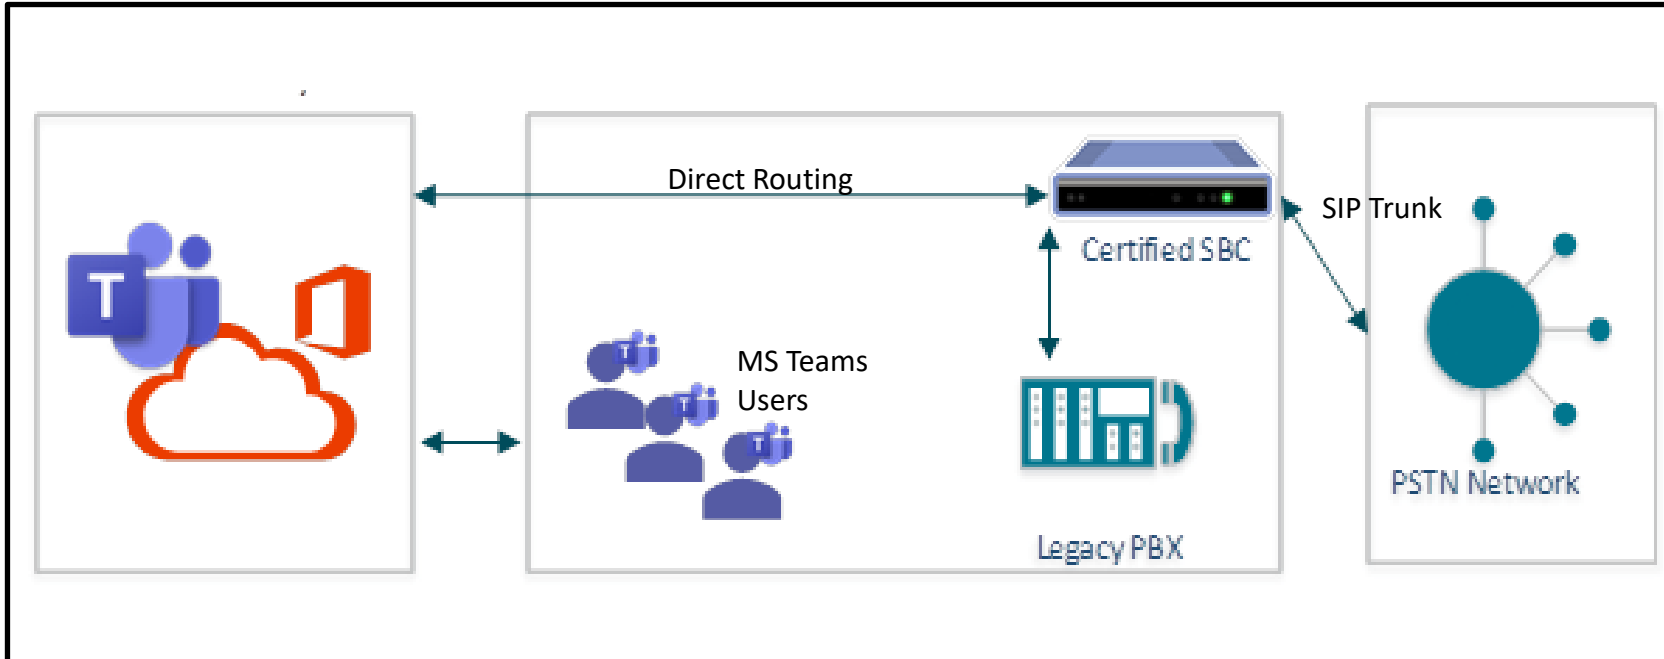 Direct Routing
SIP Trunk
Certified SBC
T
T
MS Teams
Users
T
T
PSTN Network
Legacy PBX